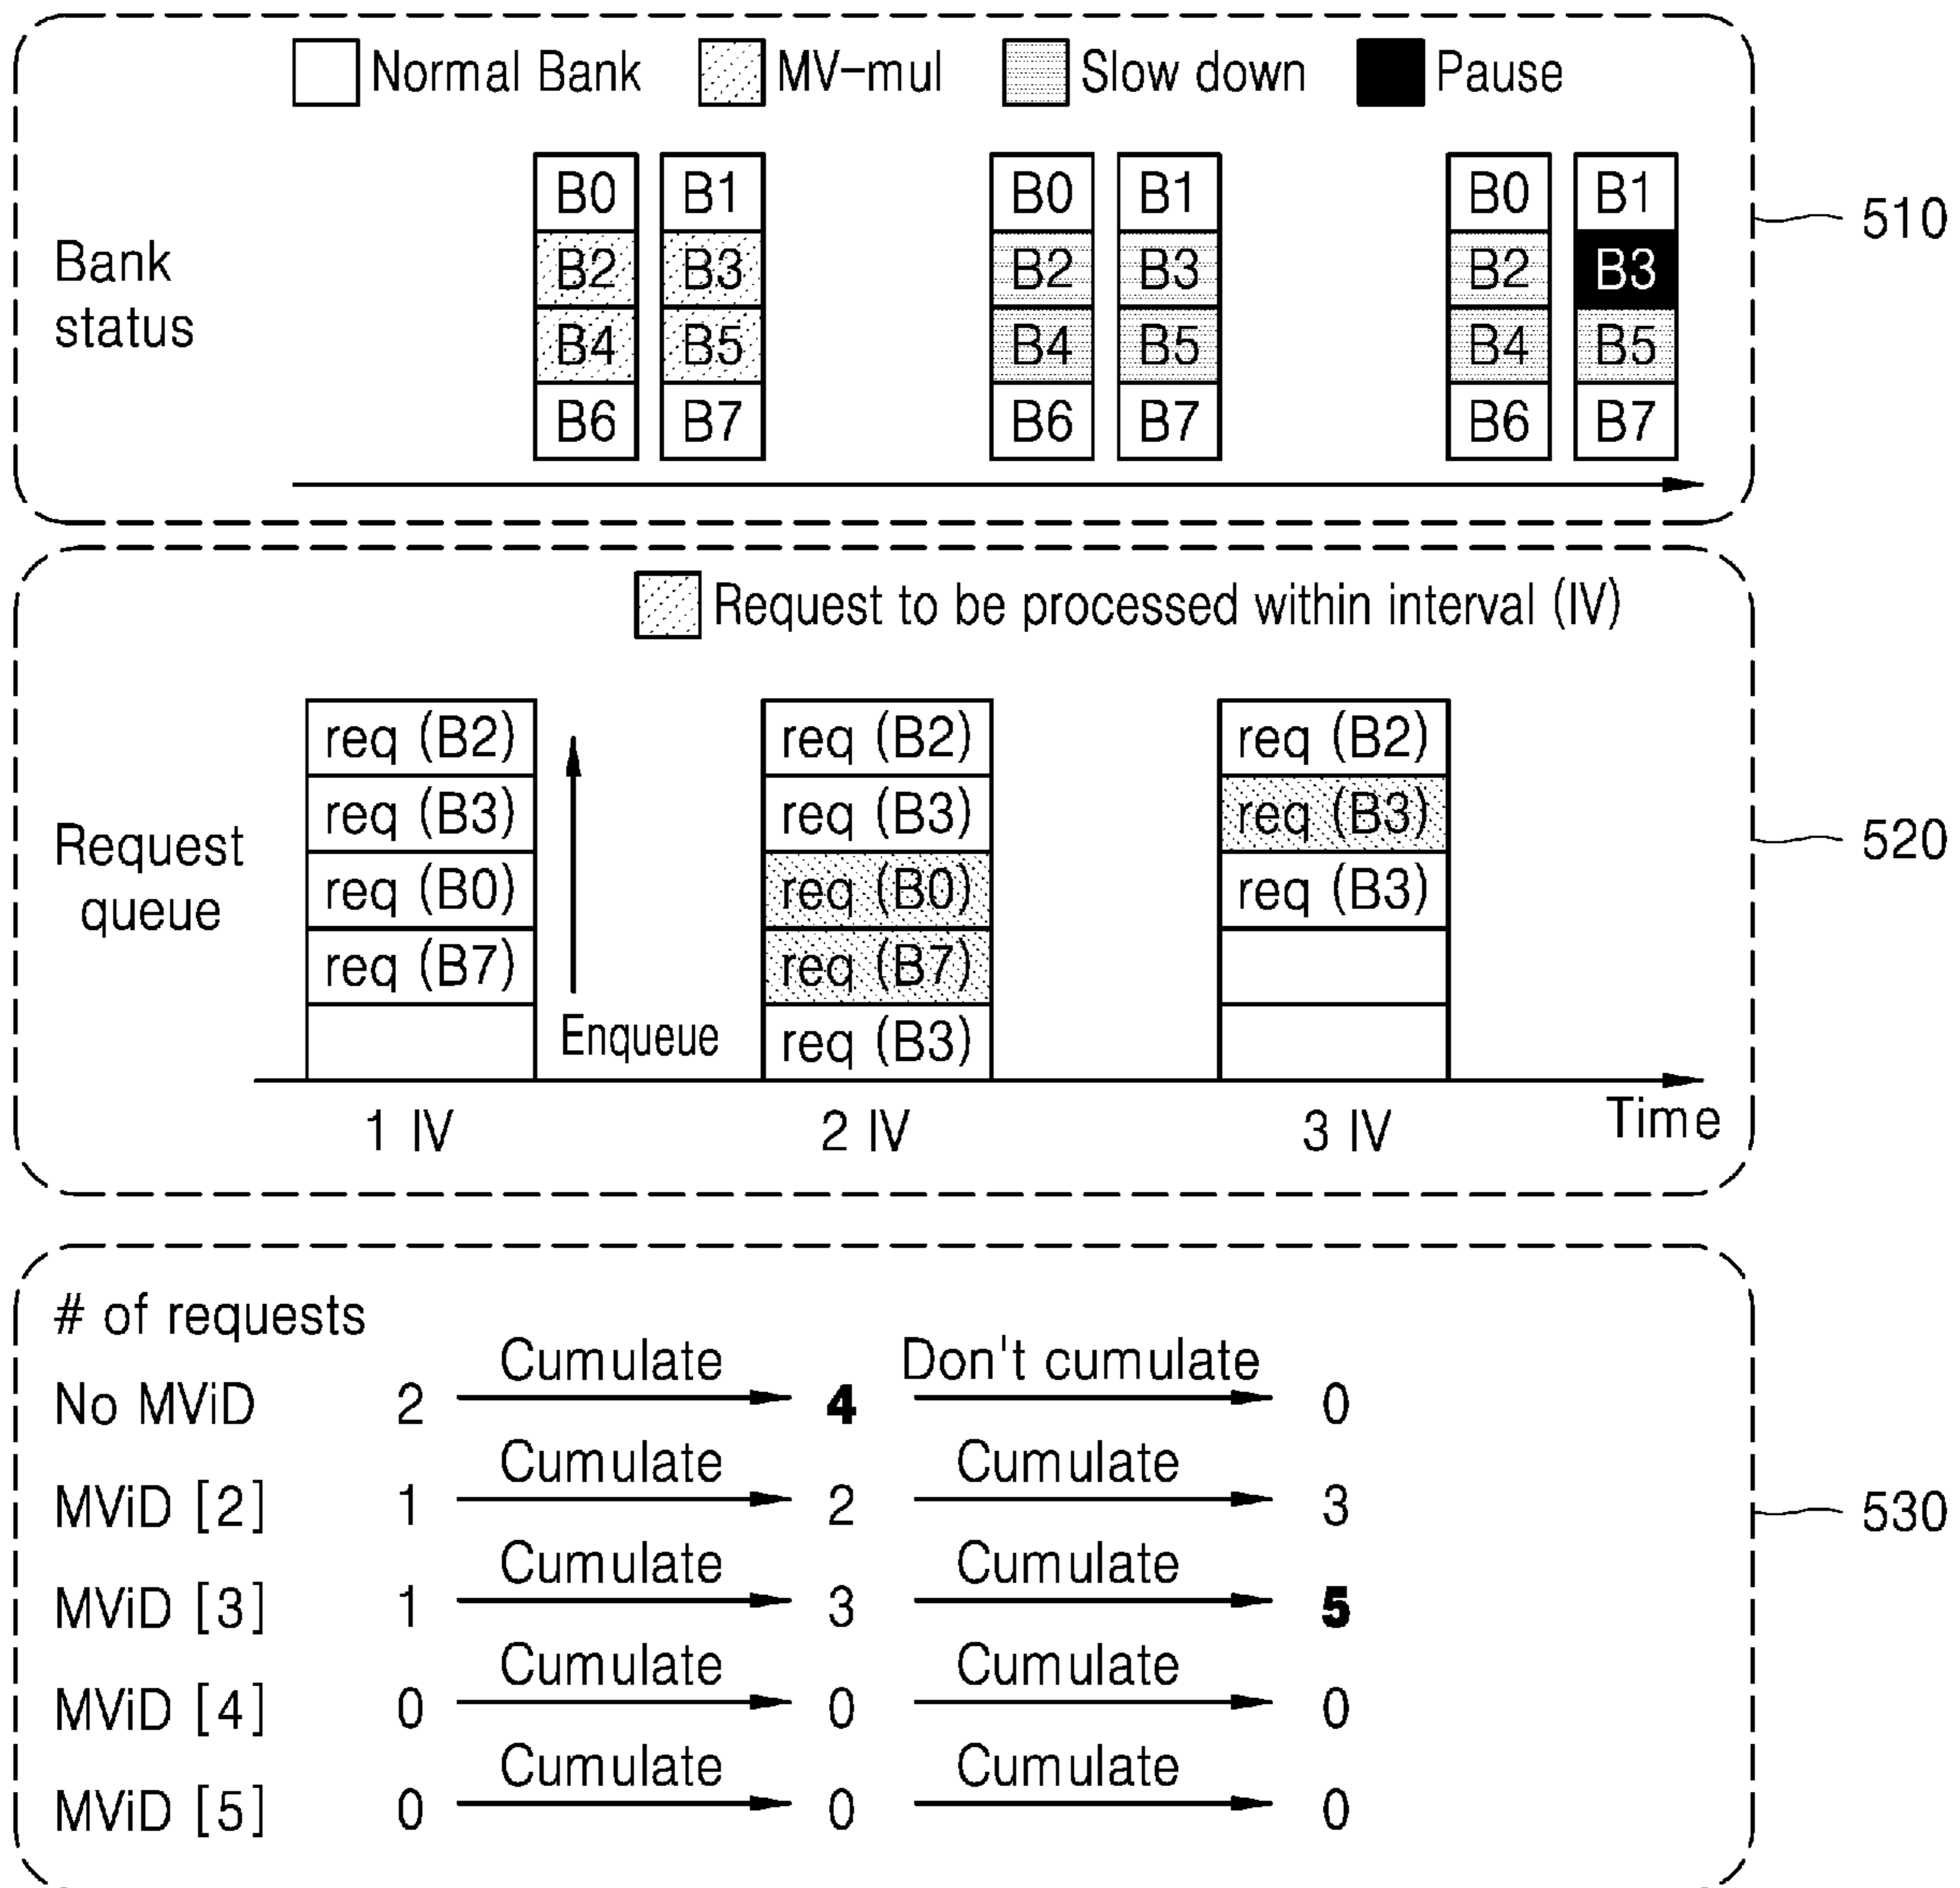 Normal Bank MV-mul Slow down Pause
B0 B1 B0 B1 B0 B1
Bank status
B2 B3 B2 B3 B2 B3
B4 B5 B4 B5 B4 B5
B6 B7 B6 B7 B6 B7
510
Request to be processed within interval (IV)
req (B2) req (B2) req (B2)
req (B3) req (B3) req (B3)
Request queue
req (B0) req (B0) req (B3)
req (B7) req (B7)
Enqueue req (B3)
520
1 IV 2 IV 3 IV Time
# of requests
Cumulate Don't cumulate
No MViD 2 4 0
Cumulate Cumulate
MViD [2] 1 2 3
530
Cumulate Cumulate
MViD [3] 1 3 5
Cumulate Cumulate
MViD [4] 0 0 0
Cumulate Cumulate
MViD [5] 0 0 0